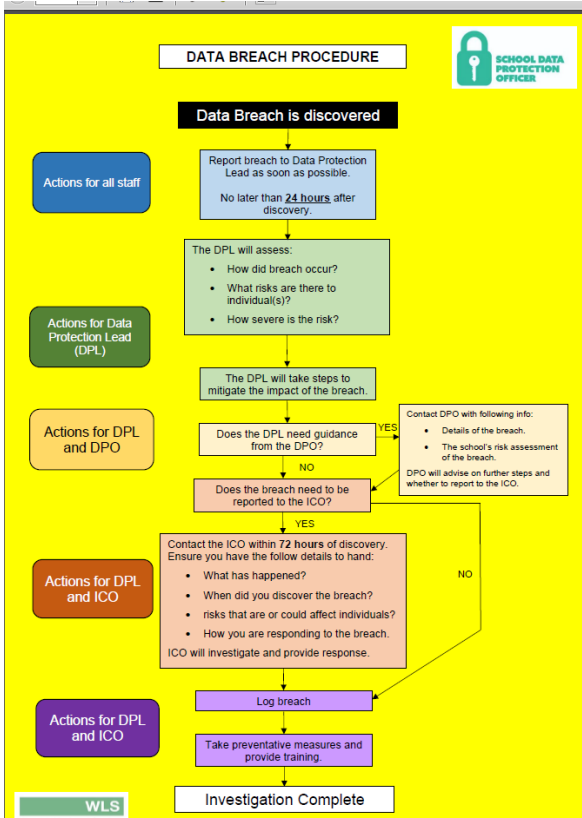 DATA BREACH PROCEDURE
SCHOOL DATA
PROTECTION
OFFICER
Data Breach is discovered
Actions for all staff
Report breach to Data Protection
Lead as soon as possible.
No later than 24 hours after
discovery.
The DPL will assess:
• How did breach occur?
• What risks are there to
individual(s)?
• How severe is the risk?
Actions for Data
Protection Lead
(DPL)
The DPL will take steps to
mitigate the impact of the breach.
Actions for DPL
and DPO
Does the DPL need guidance
from the DPO?
YES
Contact DPO with following info:
• Details of the breach.
• The school's risk assessment
of the breach.
DPO will advise on further steps and
whether to report to the ICO.
NO
Does the breach need to be
reported to the ICO?
YES
NO
Actions for DPL
and ICO
Contact the ICO within 72 hours of discovery.
Ensure you have the follow details to hand:
• What has happened?
• When did you discover the breach?
• risks that are or could affect individuals?
• How you are responding to the breach.
ICO will investigate and provide response.
Actions for DPL
and ICO
Log breach
Take preventative measures and
provide training.
Investigation Complete
WLS